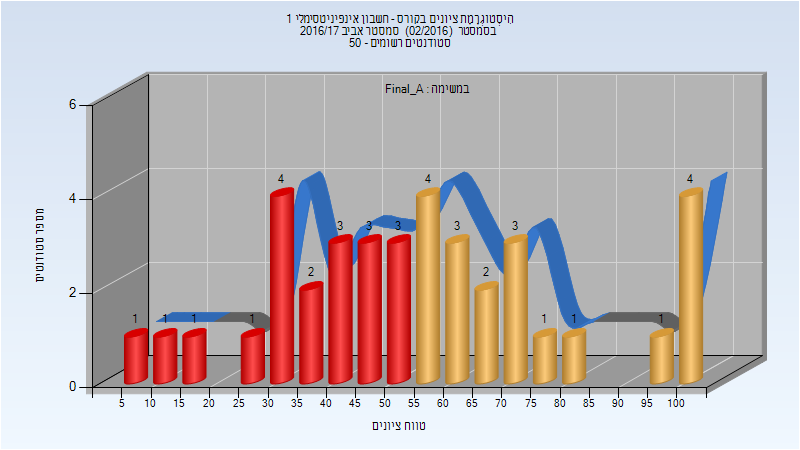 היסטוגרמת ציונים בקורס - חשבון אינפיניטסימלי 1
בסמסטר (02/2016) סמסטר אביב 2016/17
סטודנטים רשומים - 50
במשימה : Final_A
מספר סטודנטים
6
4
2
0
1 1 1 1 4 2 3 3 3 4 3 2 3 1 1 1 4
5 10 15 20 25 30 35 40 45 50 55 60 65 70 75 80 85 90 95 100
טווח ציונים